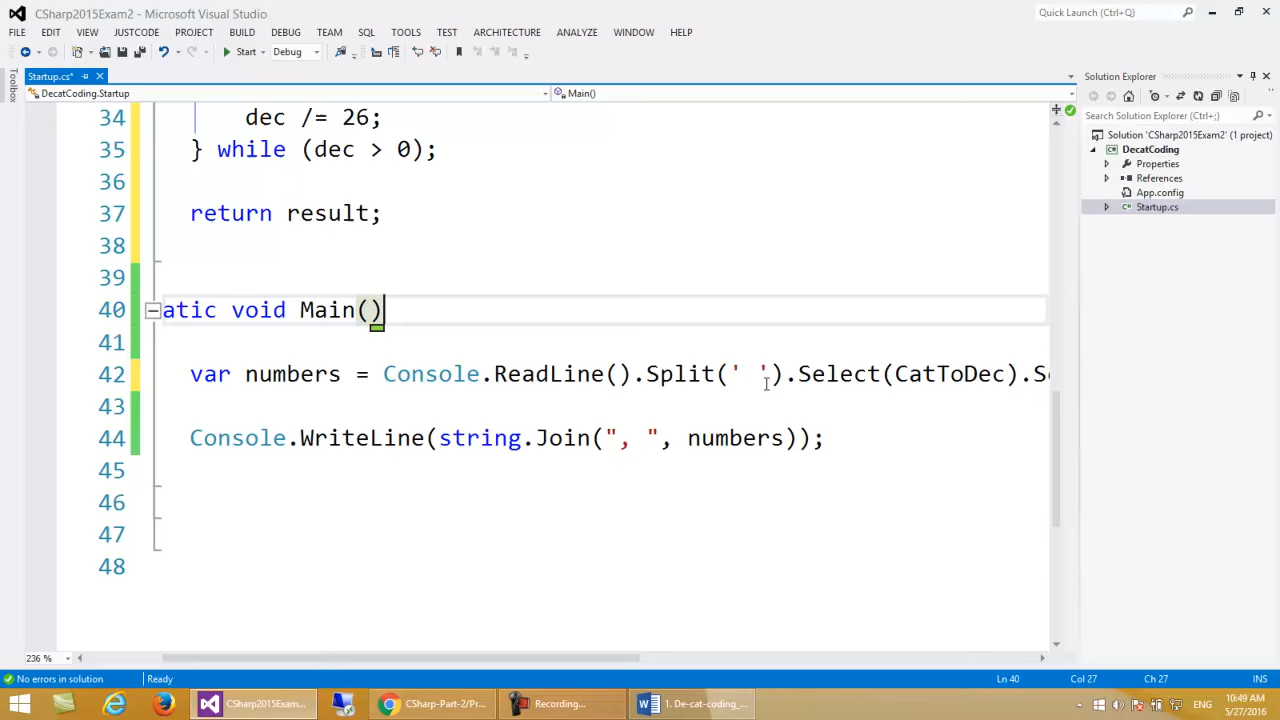 CSharp2015Exam2 - Microsoft Visual Studio
Quick Launch (Ctrl+Q)
FILE EDIT VIEW JUSTCODE PROJECT BUILD DEBUG TEAM SQL TOOLS TEST ARCHITECTURE ANALYZE WINDOW HELP
Start Debug
Toolbox
Startup.cs*
DecatCoding.Startup
Main()
34 dec /= 26;
35 } while (dec > 0);
36
37 return result;
38
39
40 atic void Main()
41
42 var numbers = Console.ReadLine().Split(' ').Select(CatToDec).Se
43
44 Console.WriteLine(string.Join(", ", numbers));
45
46
47
48
236 %
Solution Explorer
Search Solution Explorer (Ctrl+;)
Solution 'CSharp2015Exam2' (1 project)
DecatCoding
Properties
References
App.config
Startup.cs
No errors in solution
Ready
Ln 40
Col 27
Ch 27
INS
CSharp2015Exam...
CSharp-Part-2/Pr...
Recording...
1. De-cat-coding_...
ENG
10:49 AM
5/27/2016